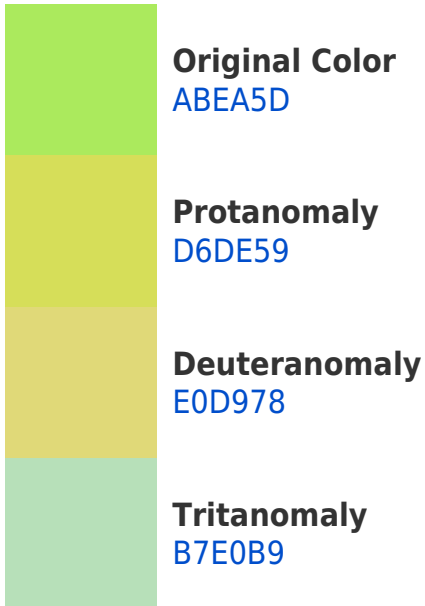 Original Color
ABEA5D
Protanomaly
D6DE59
Deuteranomaly
E0D978
Tritanomaly
B7E0B9